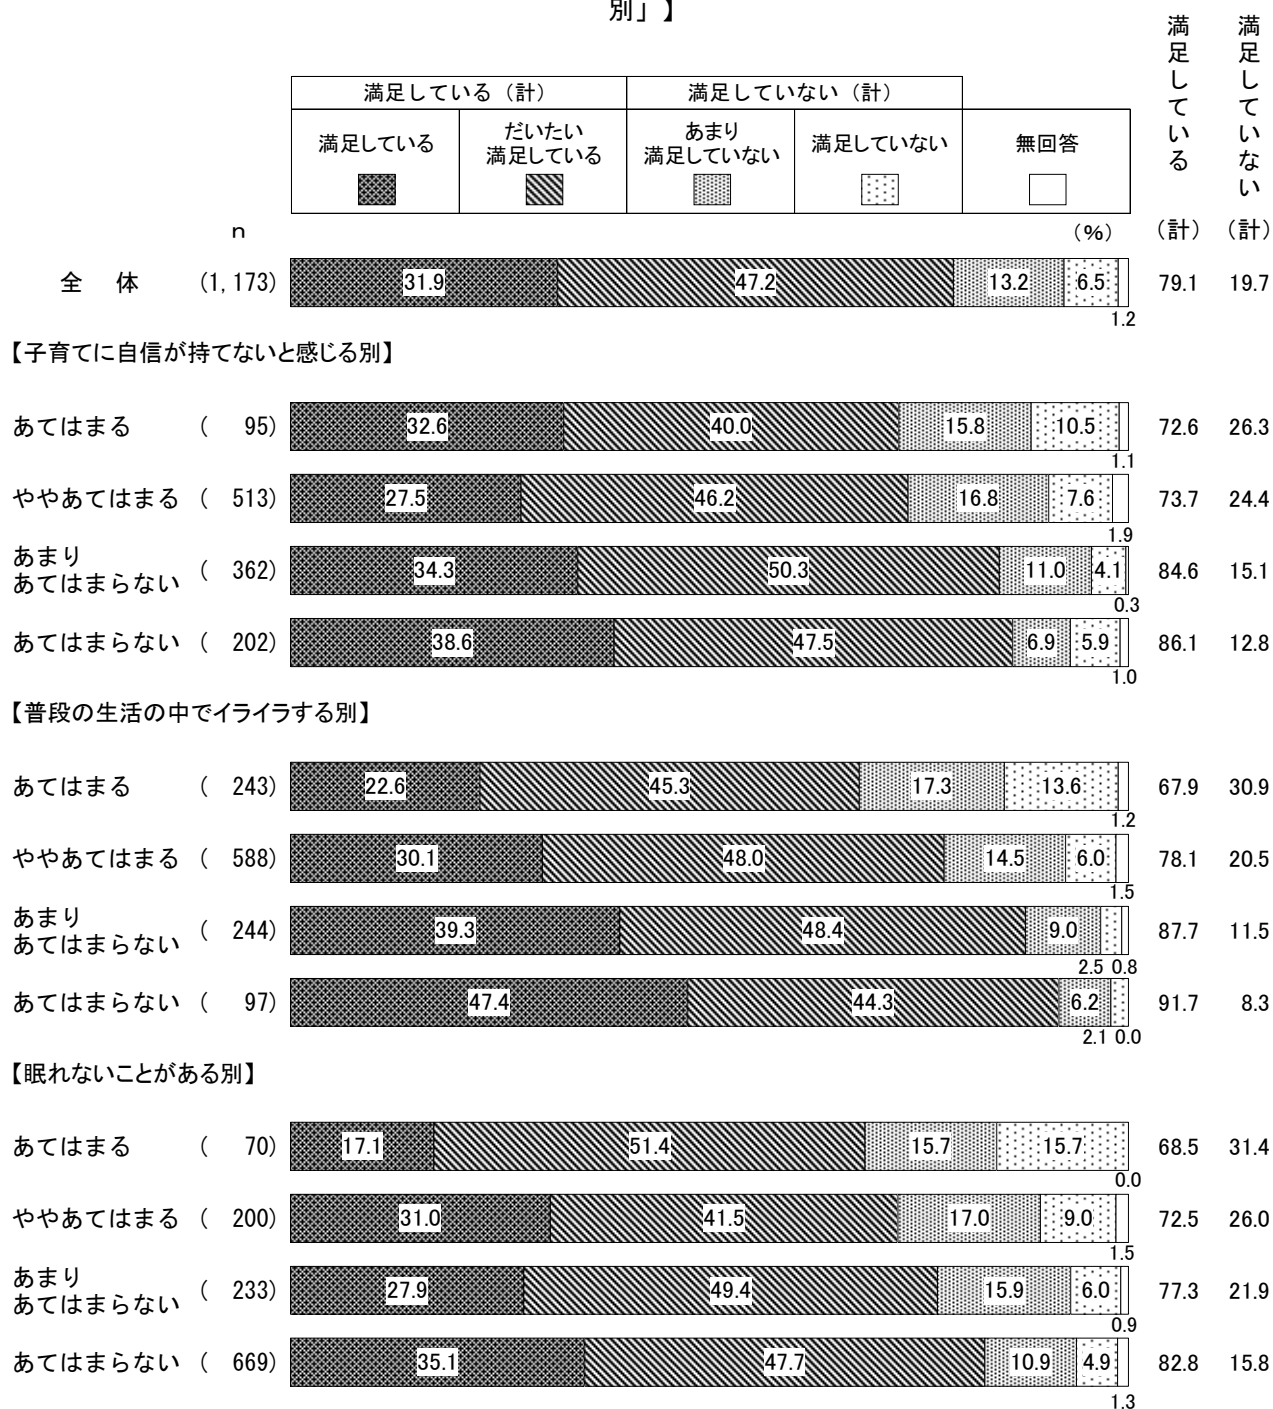 別」】
満足している
満足していない
満足している（計）
満足していない（計）
満足している
だいたい
満足している
あまり
満足していない
満足していない
無回答
n
（%）
（計）
（計）
全　体 (1,173) 31.9 47.2 13.2 6.5 79.1 19.7
1.2
【子育てに自信が持てないと感じる別】
あてはまる ( 95) 32.6 40.0 15.8 10.5 72.6 26.3
1.1
ややあてはまる ( 513) 27.5 46.2 16.8 7.6 73.7 24.4
1.9
あまり
あてはまらない ( 362) 34.3 50.3 11.0 4.1 84.6 15.1
0.3
あてはまらない ( 202) 38.6 47.5 6.9 5.9 86.1 12.8
1.0
【普段の生活の中でイライラする別】
あてはまる ( 243) 22.6 45.3 17.3 13.6 67.9 30.9
1.2
ややあてはまる ( 588) 30.1 48.0 14.5 6.0 78.1 20.5
1.5
あまり
あてはまらない ( 244) 39.3 48.4 9.0 87.7 11.5
2.5 0.8
あてはまらない ( 97) 47.4 44.3 6.2 91.7 8.3
2.1 0.0
【眠れないことがある別】
あてはまる ( 70) 17.1 51.4 15.7 15.7 68.5 31.4
0.0
ややあてはまる ( 200) 31.0 41.5 17.0 9.0 72.5 26.0
1.5
あまり
あてはまらない ( 233) 27.9 49.4 15.9 6.0 77.3 21.9
0.9
あてはまらない ( 669) 35.1 47.7 10.9 4.9 82.8 15.8
1.3